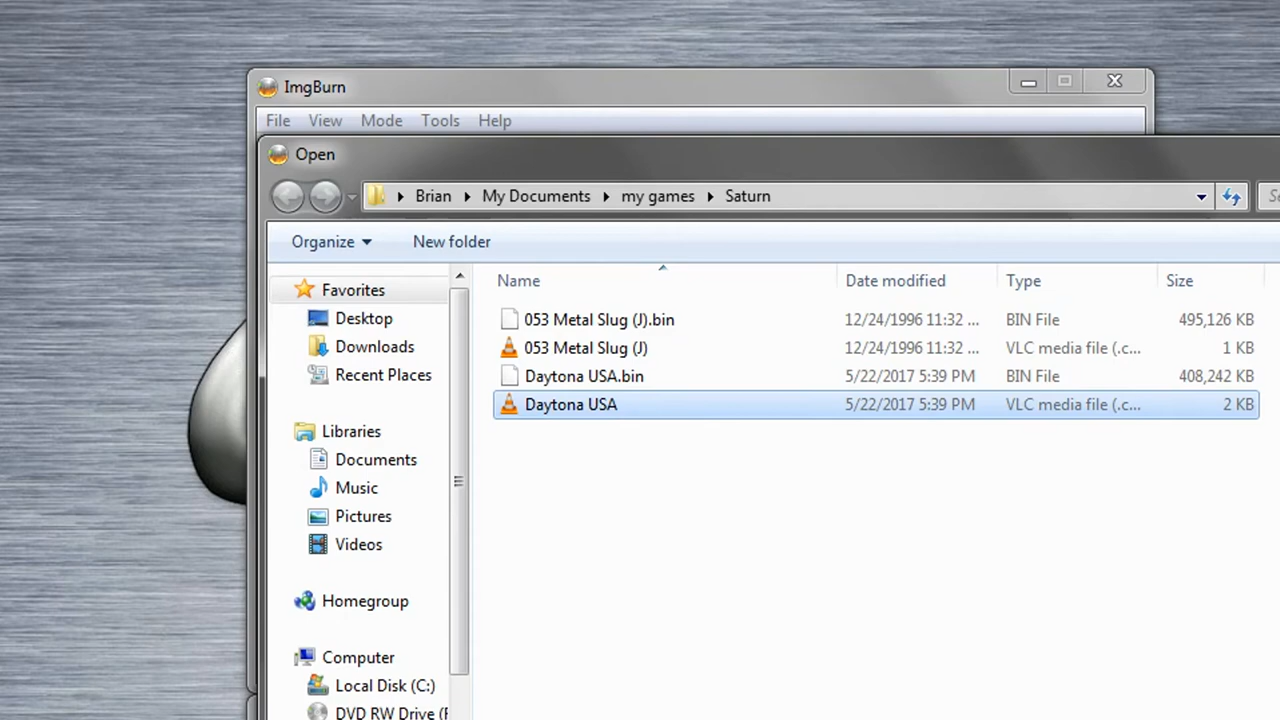 ImgBurn
File View Mode Tools Help
Open
Brian My Documents my games Saturn
Organize New folder
Name Date modified Type Size
Favorites
Desktop
Downloads
Recent Places
Libraries
Documents
Music
Pictures
Videos
Homegroup
Computer
Local Disk (C:)
DVD RW Drive (
053 Metal Slug (J).bin 12/24/1996 11:32 ... BIN File 495,126 KB
053 Metal Slug (J) 12/24/1996 11:32 ... VLC media file (.c... 1 KB
Daytona USA.bin 5/22/2017 5:39 PM BIN File 408,242 KB
Daytona USA 5/22/2017 5:39 PM VLC media file (.c... 2 KB